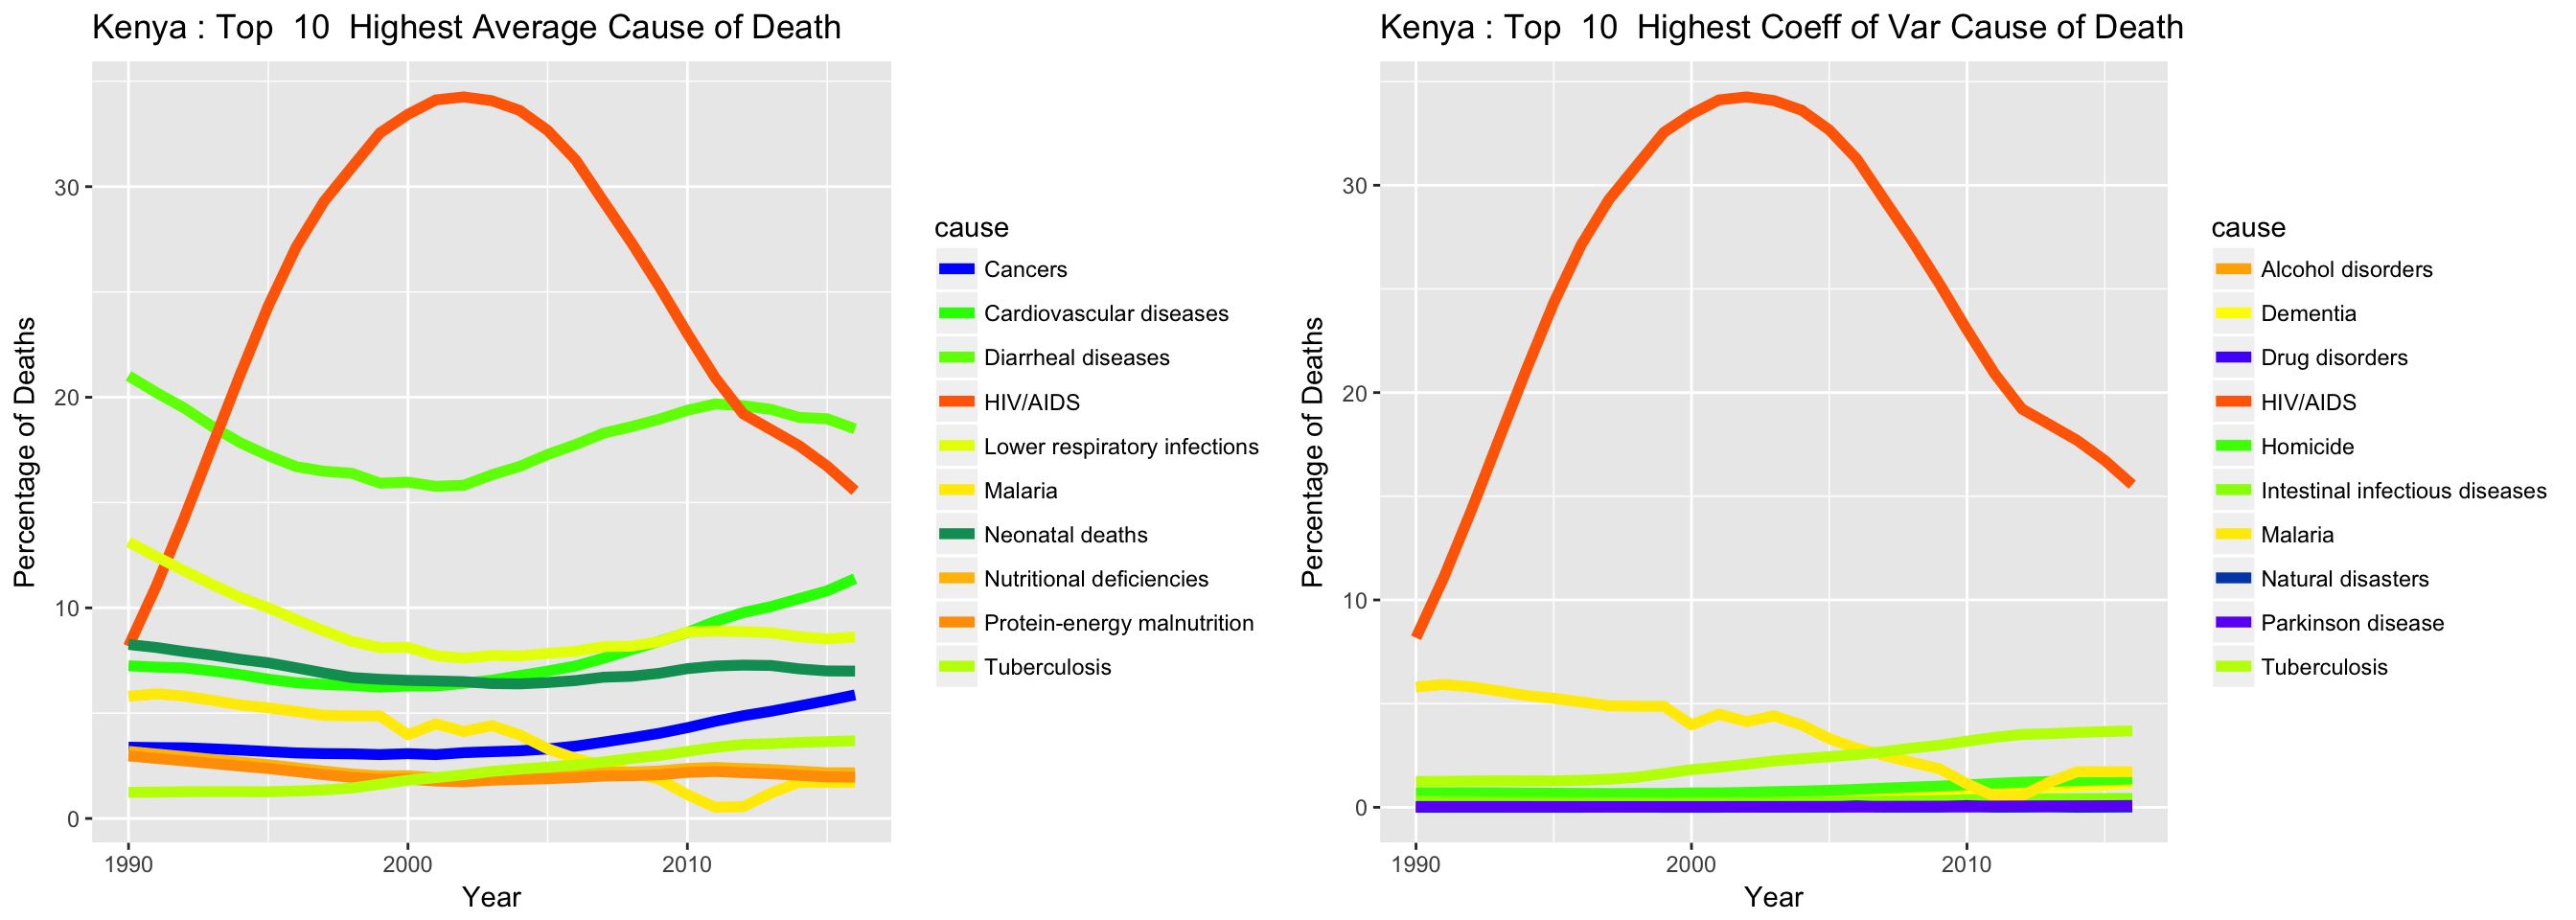 Kenya : Top  10  Highest Average Cause of Death
Percentage of Deaths
30
20
10
0
1990 2000 2010
Year
cause
Cancers
Cardiovascular diseases
Diarrheal diseases
HIV/AIDS
Lower respiratory infections
Malaria
Neonatal deaths
Nutritional deficiencies
Protein-energy malnutrition
Tuberculosis
Kenya : Top  10  Highest Coeff of Var Cause of Death
Percentage of Deaths
30
20
10
0
1990 2000 2010
Year
cause
Alcohol disorders
Dementia
Drug disorders
HIV/AIDS
Homicide
Intestinal infectious diseases
Malaria
Natural disasters
Parkinson disease
Tuberculosis